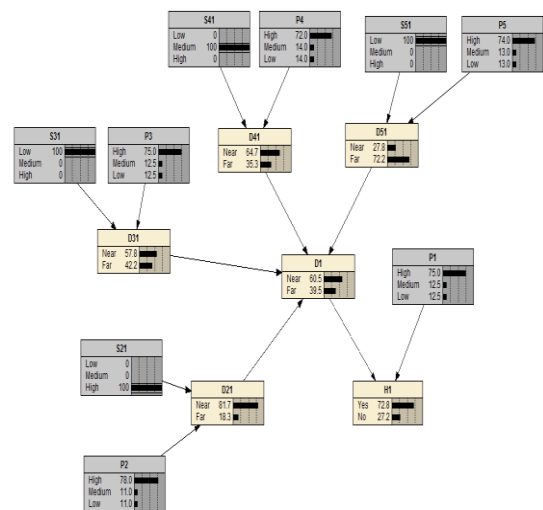 S41
Low 0
Medium 100
High 0
P4
High 72.0
Medium 14.0
Low 14.0
S51
Low 100
Medium 0
High 0
P5
High 74.0
Medium 13.0
Low 13.0
S31
Low 100
Medium 0
High 0
P3
High 75.0
Medium 12.5
Low 12.5
D41
Near 64.7
Far 35.3
D51
Near 27.8
Far 72.2
D31
Near 57.8
Far 42.2
D1
Near 60.5
Far 39.5
P1
High 75.0
Medium 12.5
Low 12.5
S21
Low 0
Medium 0
High 100
D21
Near 81.7
Far 18.3
H1
Yes 72.8
No 27.2
P2
High 78.0
Medium 11.0
Low 11.0